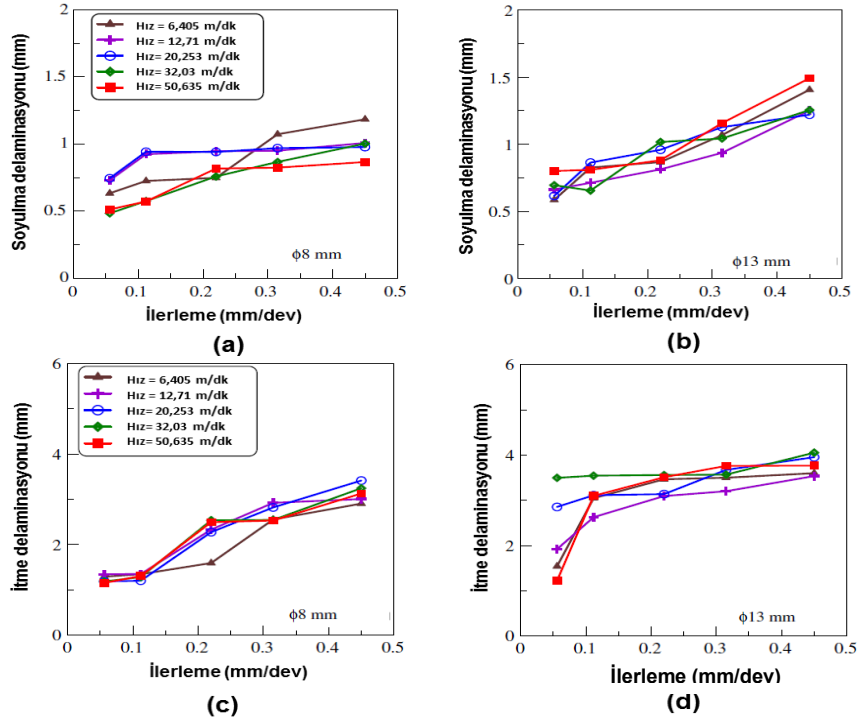 2
1.5
1
0.5
0
Soyulma delaminasyonu (mm)
Hız = 6,405 m/dk
Hız = 12,71 m/dk
Hız= 20,253 m/dk
Hız= 32,03 m/dk
Hız= 50,635 m/dk
ϕ8 mm
0 0.1 0.2 0.3 0.4 0.5
İlerleme (mm/dev)
(a)
2
1.5
1
0.5
0
Soyulma delaminasyonu (mm)
ϕ13 mm
0 0.1 0.2 0.3 0.4 0.5
İlerleme (mm/dev)
(b)
6
4
2
0
İtme delaminasyonu (mm)
Hız = 6,405 m/dk
Hız = 12,71 m/dk
Hız= 20,253 m/dk
Hız= 32,03 m/dk
Hız= 50,635 m/dk
ϕ8 mm
0 0.1 0.2 0.3 0.4 0.5
İlerleme (mm/dev)
(c)
6
4
2
0
İtme delaminasyonu (mm)
ϕ13 mm
0 0.1 0.2 0.3 0.4 0.5
İlerleme (mm/dev)
(d)